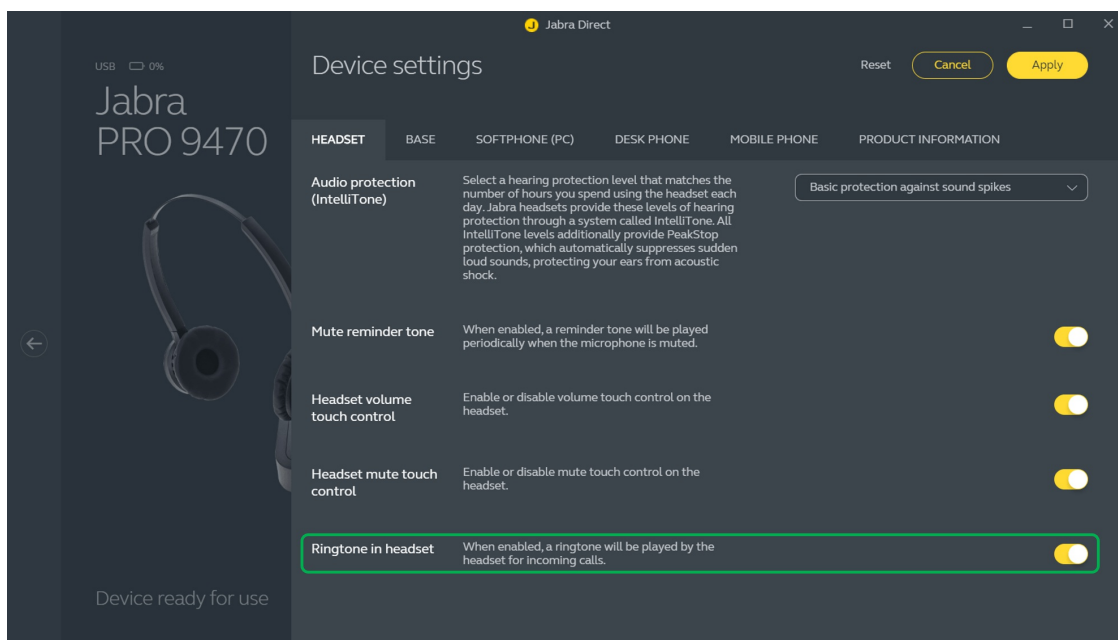 Jabra Direct
USB 0%
Jabra
PRO 9470
Device ready for use
Device settings
Reset
Cancel
Apply
HEADSET
BASE
SOFTPHONE (PC)
DESK PHONE
MOBILE PHONE
PRODUCT INFORMATION
Audio protection
(IntelliTone)
Select a hearing protection level that matches the
number of hours you spend using the headset each
day. Jabra headsets provide these levels of hearing
protection through a system called IntelliTone. All
IntelliTone levels additionally provide PeakStop
protection, which automatically suppresses sudden
loud sounds, protecting your ears from acoustic
shock.
Basic protection against sound spikes
Mute reminder tone
When enabled, a reminder tone will be played
periodically when the microphone is muted.
Headset volume
touch control
Enable or disable volume touch control on the
headset.
Headset mute touch
control
Enable or disable mute touch control on the
headset.
Ringtone in headset
When enabled, a ringtone will be played by the
headset for incoming calls.